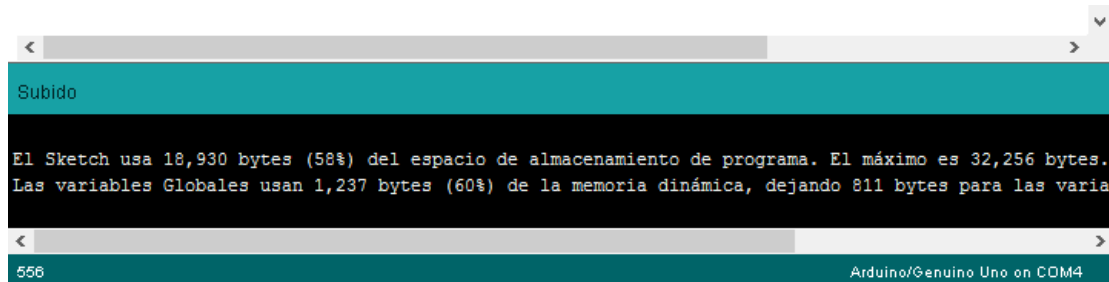 Subido
El Sketch usa 18,930 bytes (58%) del espacio de almacenamiento de programa. El máximo es 32,256 bytes.
Las variables Globales usan 1,237 bytes (60%) de la memoria dinámica, dejando 811 bytes para las varia
556 Arduino/Genuino Uno on COM4